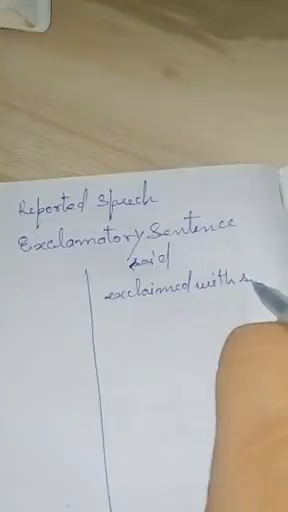 Reported Speech
Exclamatory Sentence
said
exclaimed with s